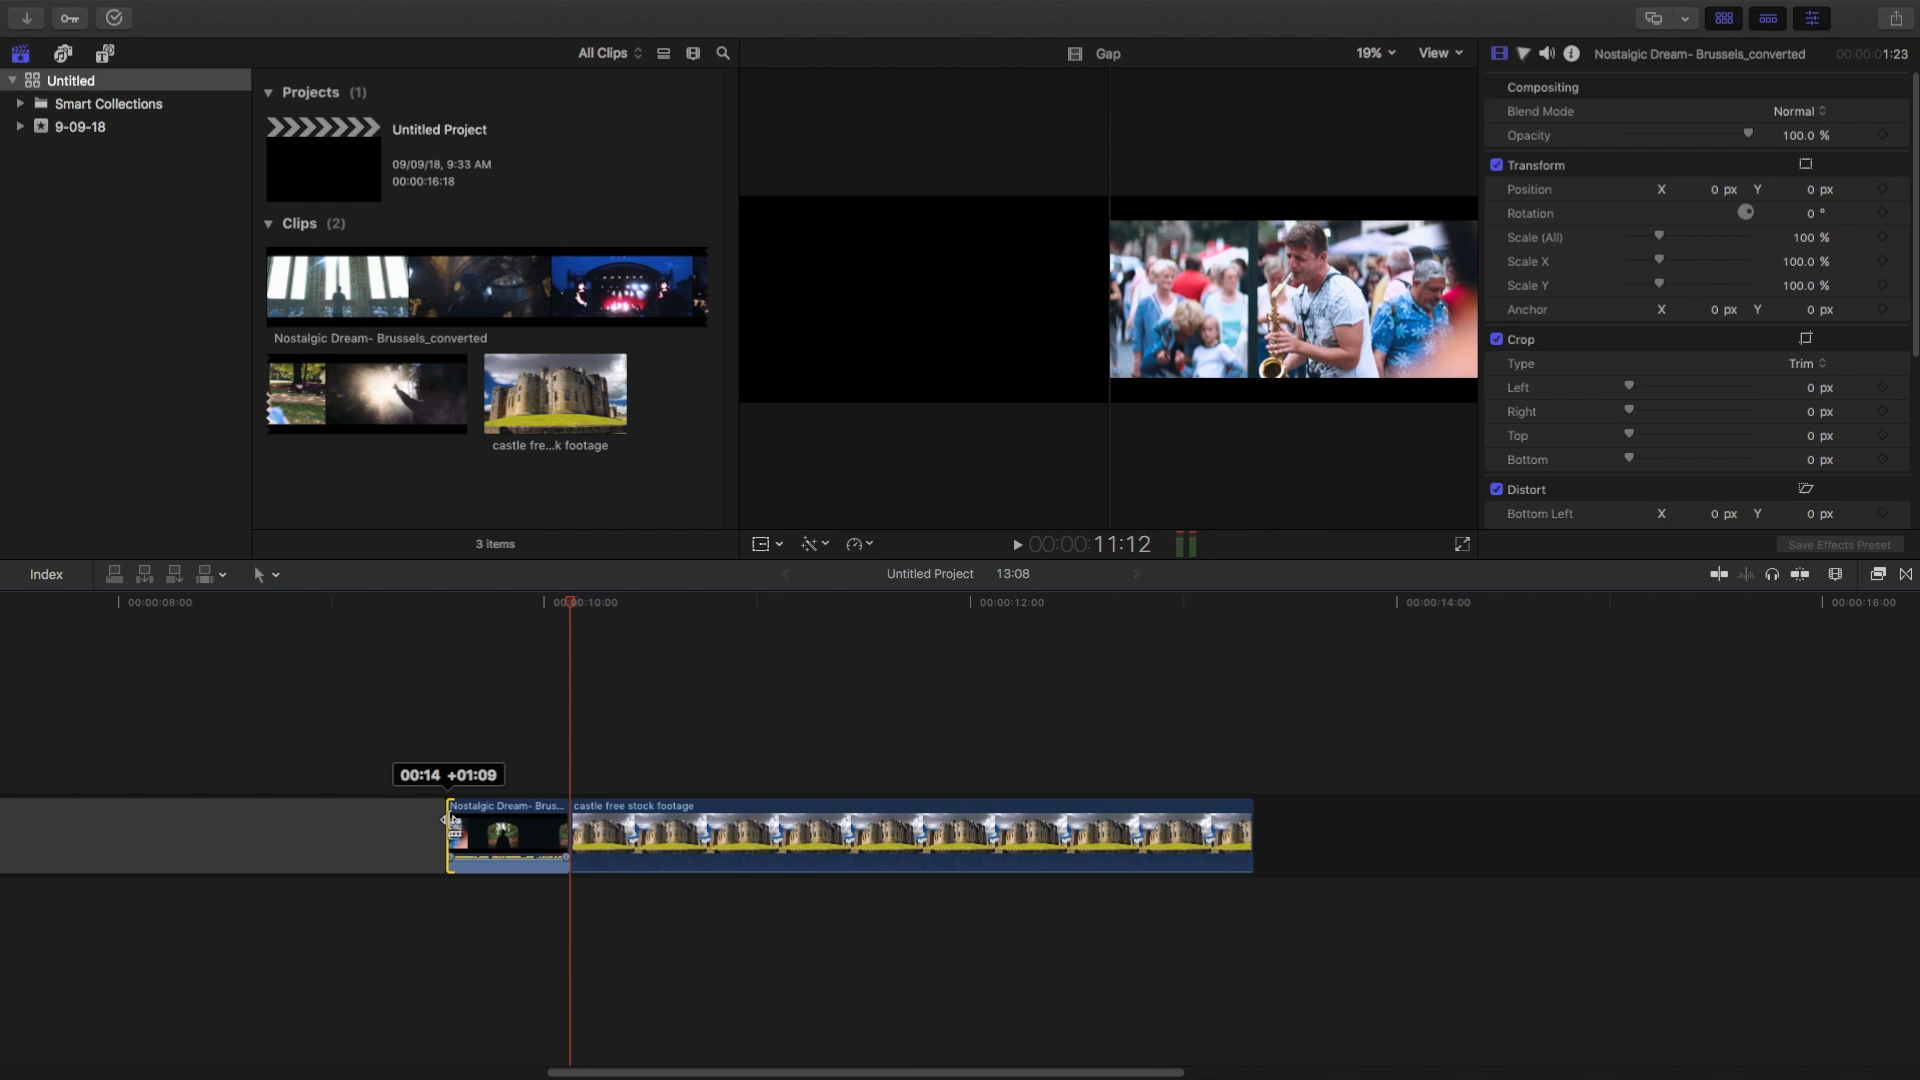 All Clips
Gap
19%
View
Nostalgic Dream- Brussels_converted
00:00:01:23
Untitled
Smart Collections
9-09-18
Projects (1)
Untitled Project
09/09/18, 9:33 AM
00:00:16:18
Clips (2)
Nostalgic Dream- Brussels_converted
castle fre...k footage
3 items
Compositing
Blend Mode Normal
Opacity 100.0 %
Transform
Position X 0 px Y 0 px
Rotation 0 °
Scale (All) 100 %
Scale X 100.0 %
Scale Y 100.0 %
Anchor X 0 px Y 0 px
Crop
Type Trim
Left 0 px
Right 0 px
Top 0 px
Bottom 0 px
Distort
Bottom Left X 0 px Y 0 px
Save Effects Preset
00:00:11:12
Index
Untitled Project 13:08
00:00:08:00
00:00:10:00
00:00:12:00
00:00:14:00
00:00:16:00
00:14 +01:09
Nostalgic Dream- Brus...
castle free stock footage